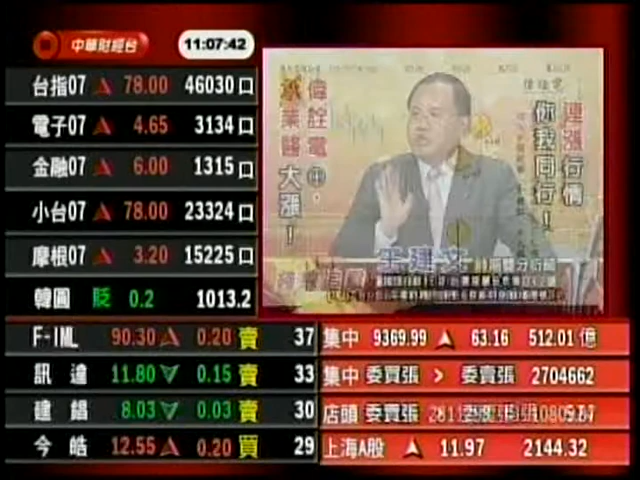 中華財經台
11:07:42
台指07 78.00 46030口
電子07 4.65 3134口
金融07 6.00 1315口
小台07 78.00 23324口
摩根07 3.20 15225口
韓圓 貶 0.2 1013.2
偉詮電
大漲!
連漲行情
你我同行!
王建文
F-IML 90.30 0.20 賣 37
訊達 11.80 0.15 賣 33
建錩 8.03 0.03 賣 30
今皓 12.55 0.20 買 29
集中 9369.99 63.16 512.01 億
集中 委買張 > 委賣張 2704662
店頭 委買張
上海A股 11.97 2144.32